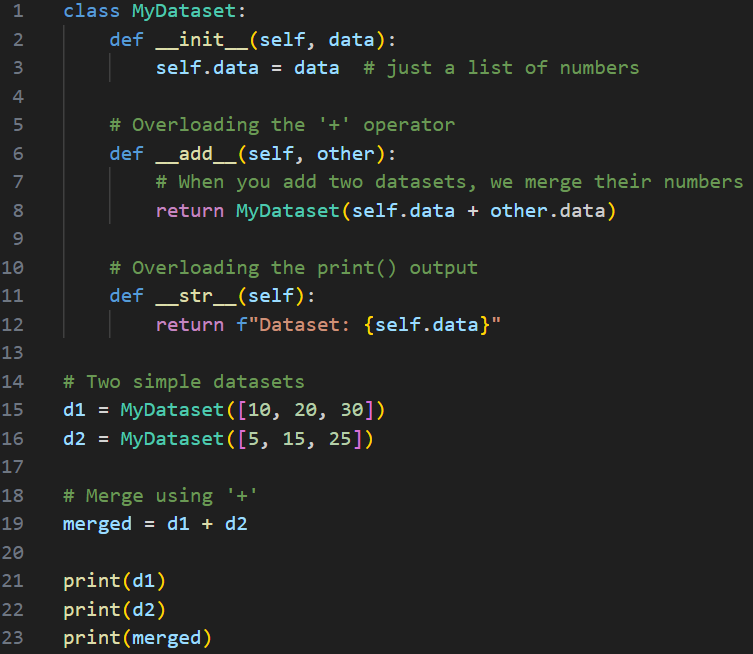 1 class MyDataset:
2     def __init__(self, data):
3         self.data = data  # just a list of numbers
4
5     # Overloading the '+' operator
6     def __add__(self, other):
7         # When you add two datasets, we merge their numbers
8         return MyDataset(self.data + other.data)
9
10     # Overloading the print() output
11     def __str__(self):
12         return f"Dataset: {self.data}"
13
14 # Two simple datasets
15 d1 = MyDataset([10, 20, 30])
16 d2 = MyDataset([5, 15, 25])
17
18 # Merge using '+'
19 merged = d1 + d2
20
21 print(d1)
22 print(d2)
23 print(merged)